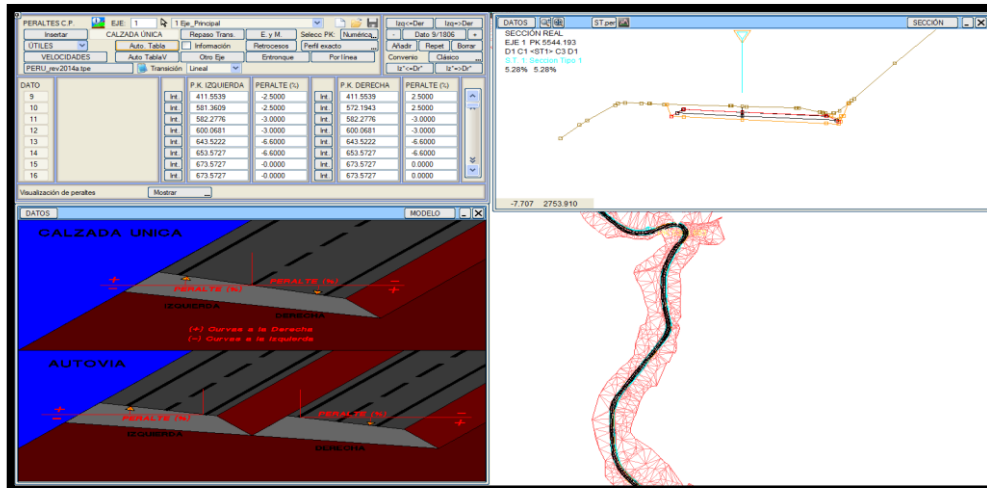 PERALTES C.P. EJE: 1 1 Eje_Principal Izq<=Der Izq=>Der
Insertar CALZADA ÚNICA Repaso Trans. E. y M. Selecc PK: Numérica... - Dato 9/1806 +
ÚTILES Auto. Tabla Información Retrocesos Perfil exacto ... Añadir Repet Borrar
VELOCIDADES Auto TablaV Otro Eje Entronque Por línea Convenio Clásico ...
PERU_rev2014a.tpe Transición Lineal Iz"<=Dr" Iz"=>Dr"
DATO P.K. IZQUIERDA PERALTE (%) P.K. DERECHA PERALTE (%)
9 Int. 411.5539 -2.5000 Int. 411.5539 2.5000
10 Int. 581.3609 -2.5000 Int. 572.1943 2.5000
11 Int. 582.2776 -3.0000 Int. 582.2776 -3.0000
12 Int. 600.0681 -3.0000 Int. 600.0681 -3.0000
13 Int. 643.5222 -6.6000 Int. 643.5222 -6.6000
14 Int. 653.5727 -6.6000 Int. 653.5727 -6.6000
15 Int. 673.5727 -0.0000 Int. 673.5727 0.0000
16 Int. 673.5727 -0.0000 Int. 673.5727 0.0000
Visualización de peraltes Mostrar ...
DATOS ST.per SECCIÓN
SECCIÓN REAL
EJE 1 PK 5544.193
D1 C1 <ST1> C3 D1
S.T. 1: Seccion Tipo 1
5.28% 5.28%
-7.707 2753.910
DATOS MODELO
CALZADA UNICA
PERALTE (%)
PERALTE (%)
IZQUIERDA
DERECHA
(+) Curvas a la Derecha
(-) Curvas a la Izquierda
AUTOVIA
PERALTE (%) PERALTE (%)
IZQUIERDA
DERECHA